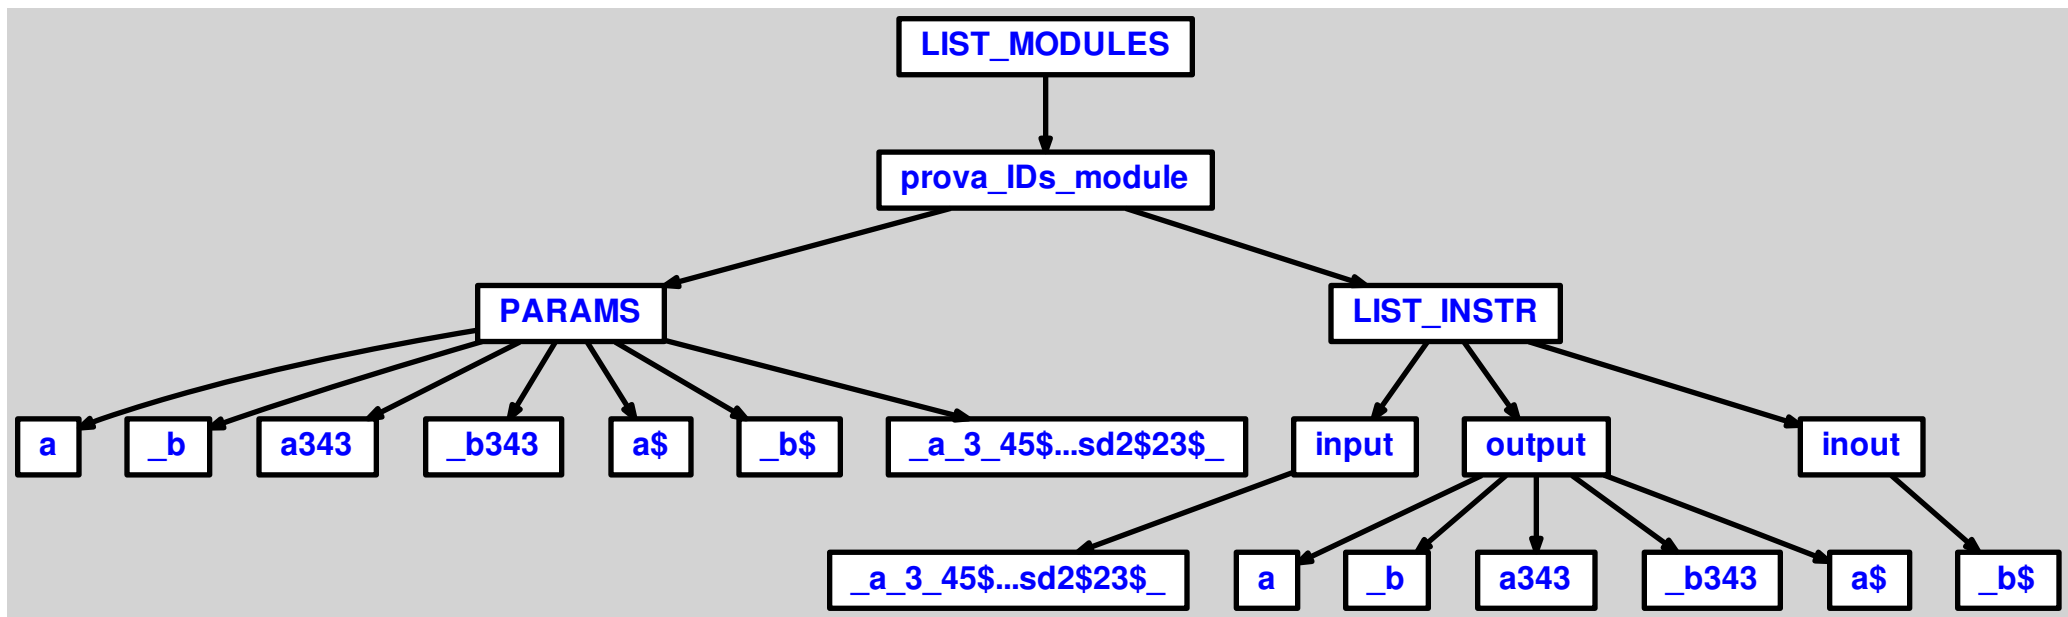 LIST_MODULES
prova_IDs_module
PARAMS
LIST_INSTR
a
_b
a343
_b343
a$
_b$
_a_3_45$...sd2$23$_
input
output
inout
_a_3_45$...sd2$23$_
a
_b
a343
_b343
a$
_b$